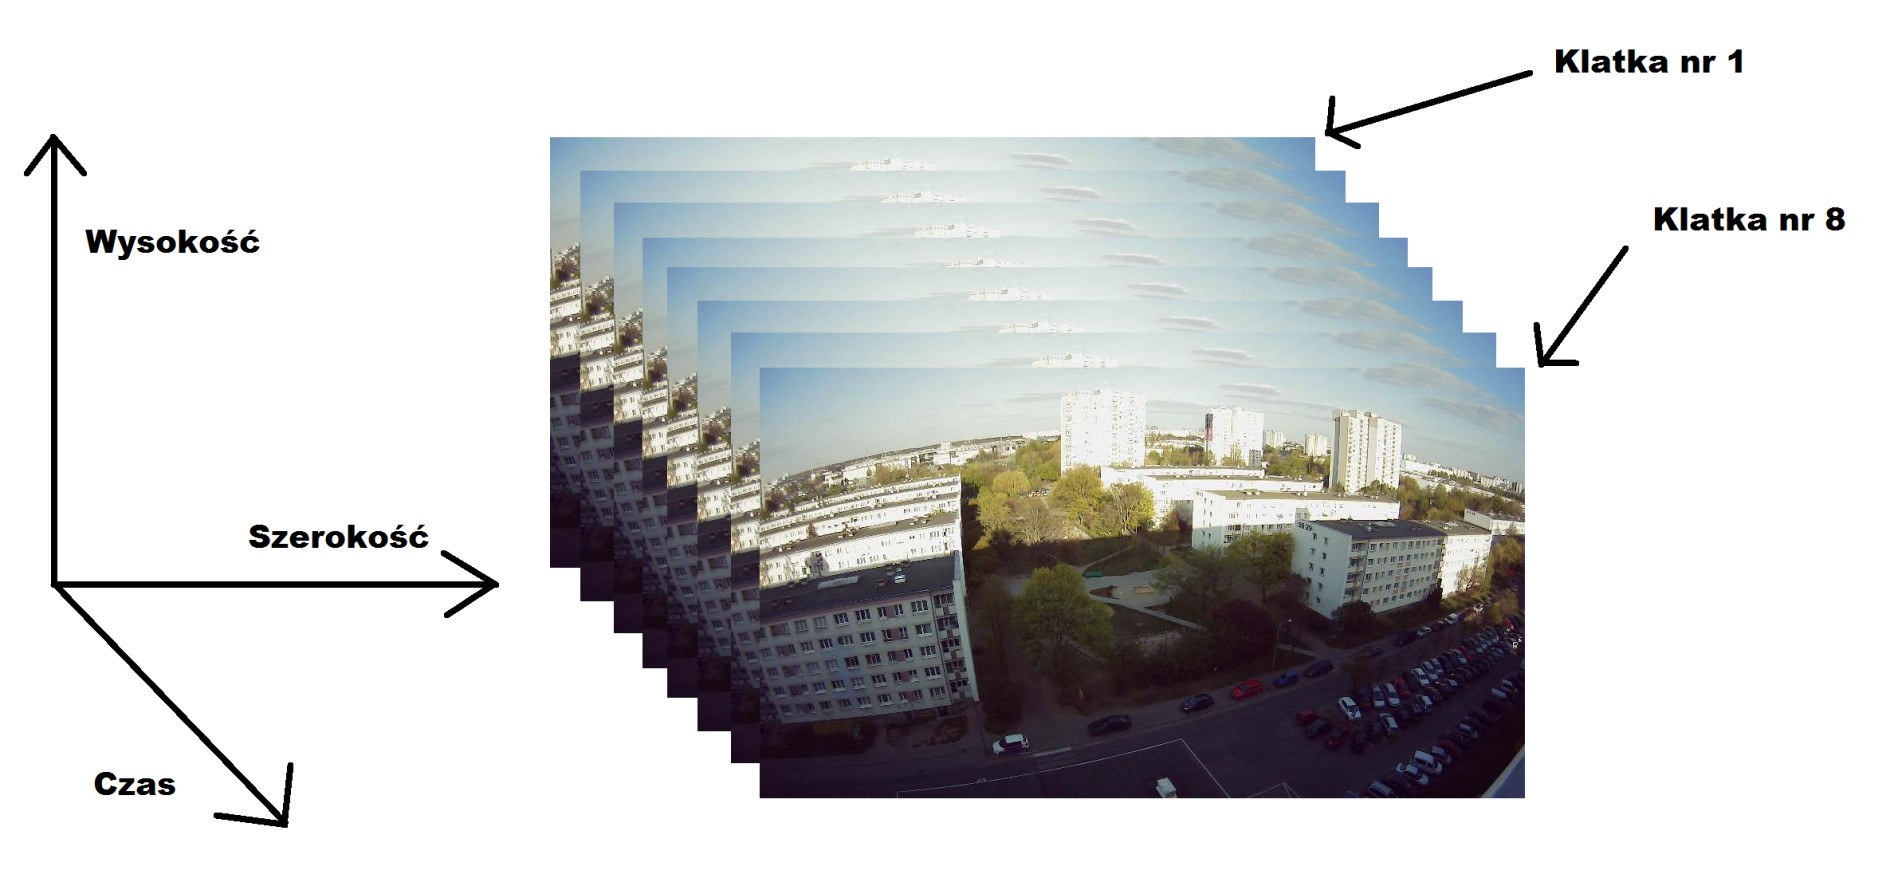 Klatka nr 1
Klatka nr 8
Wysokość
Szerokość
Czas